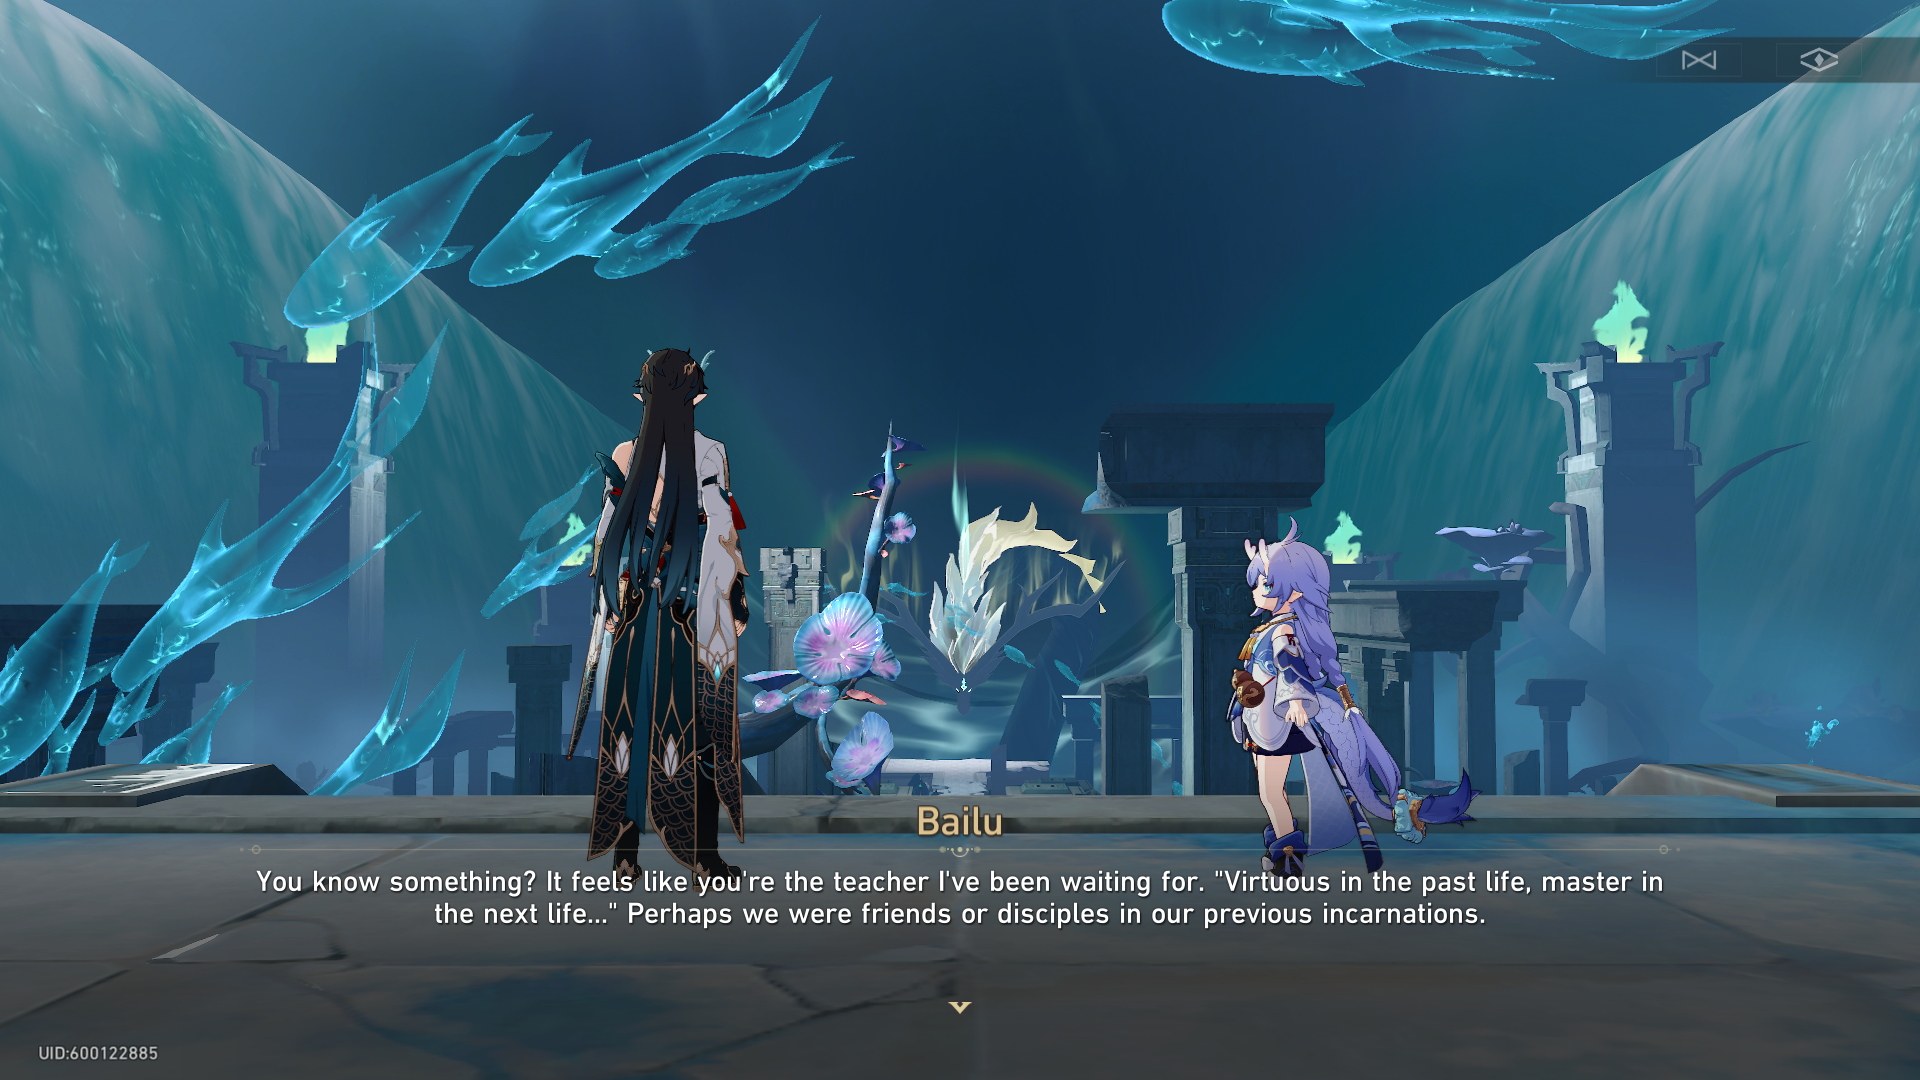 Bailu
You know something? It feels like you're the teacher I've been waiting for. "Virtuous in the past life, master in
the next life..." Perhaps we were friends or disciples in our previous incarnations.
UID:600122885